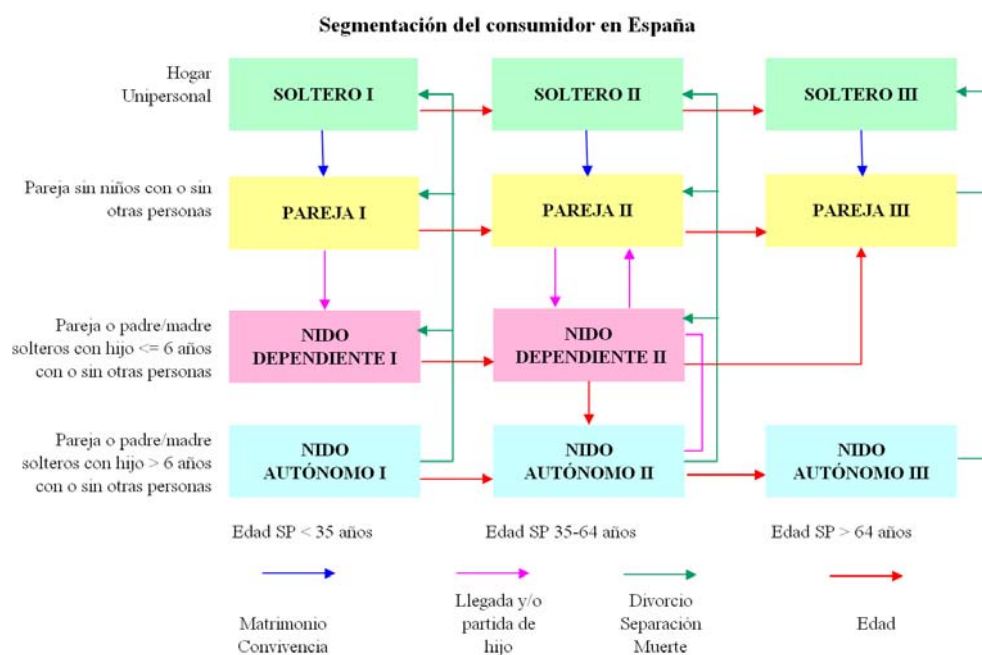 Segmentación del consumidor en España
Hogar
Unipersonal
SOLTERO I
SOLTERO II
SOLTERO III
Pareja sin niños con o sin
otras personas
PAREJA I
PAREJA II
PAREJA III
Pareja o padre/madre
solteros con hijo <= 6 años
con o sin otras personas
NIDO
DEPENDIENTE I
NIDO
DEPENDIENTE II
Pareja o padre/madre
solteros con hijo > 6 años
con o sin otras personas
NIDO
AUTÓNOMO I
NIDO
AUTÓNOMO II
NIDO
AUTÓNOMO III
Edad SP < 35 años
Edad SP 35-64 años
Edad SP > 64 años
Matrimonio
Convivencia
Llegada y/o
partida de
hijo
Divorcio
Separación
Muerte
Edad